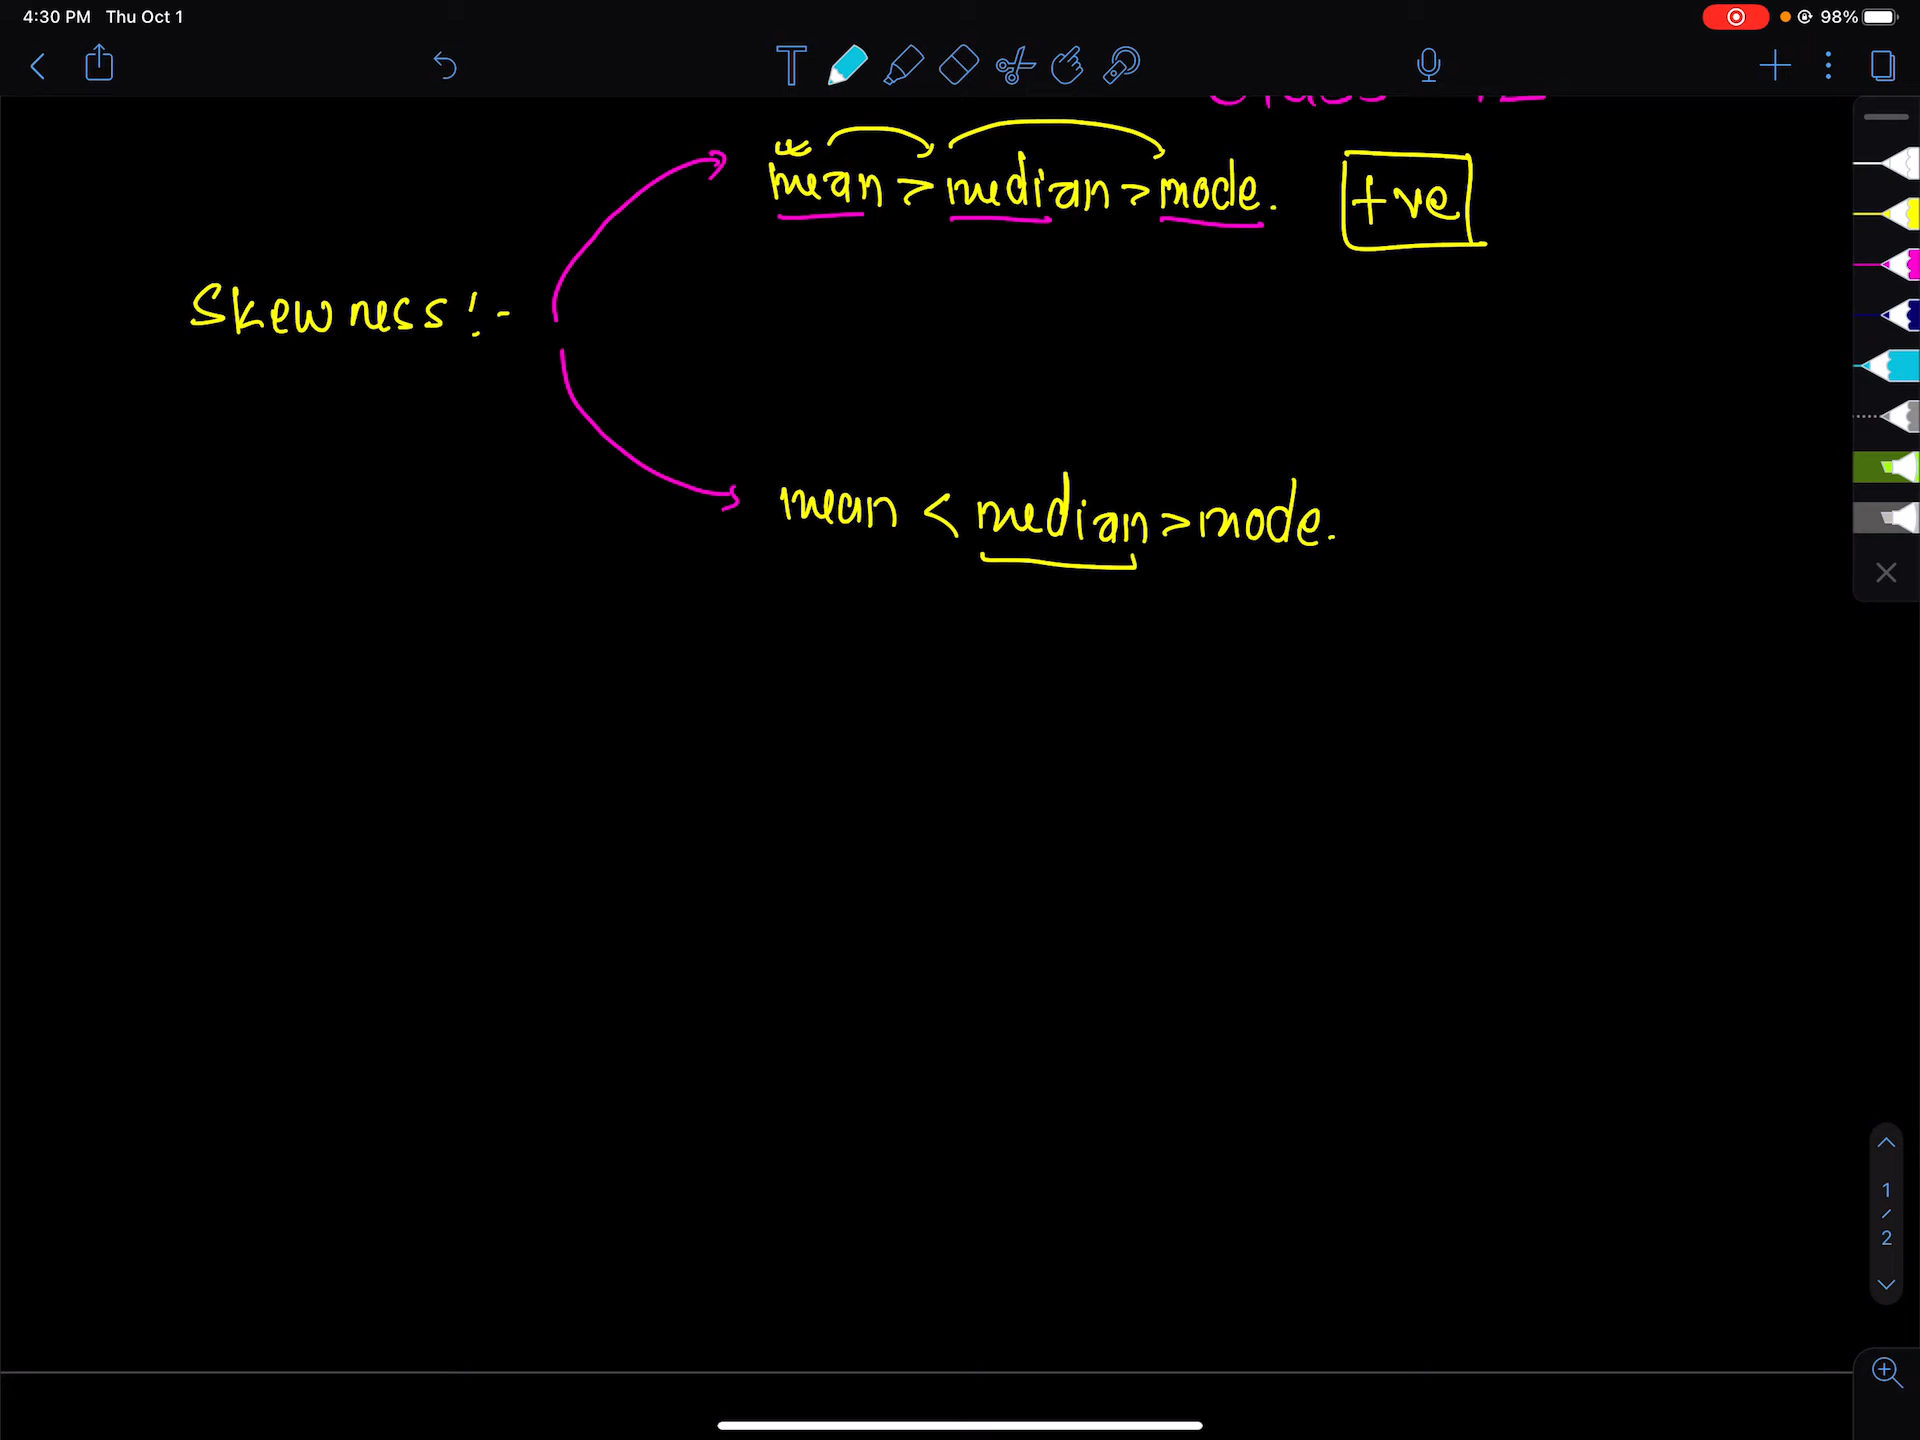 4:30 PM Thu Oct 1 98%
mean > median > mode. +ve
Skewness :-
mean < median > mode.
1
/
2